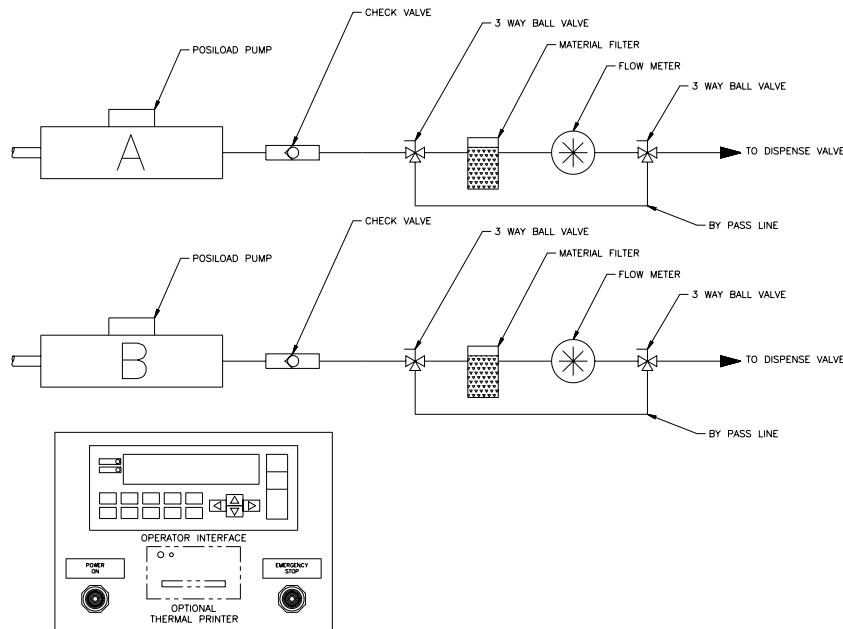 CHECK VALVE
3 WAY BALL VALVE
POSILOAD PUMP
MATERIAL FILTER
FLOW METER
3 WAY BALL VALVE
A
TO DISPENSE VALVE
BY PASS LINE
CHECK VALVE
3 WAY BALL VALVE
POSILOAD PUMP
MATERIAL FILTER
FLOW METER
3 WAY BALL VALVE
B
TO DISPENSE VALVE
BY PASS LINE
OPERATOR INTERFACE
POWER
ON
EMERGENCY
STOP
OPTIONAL
THERMAL PRINTER